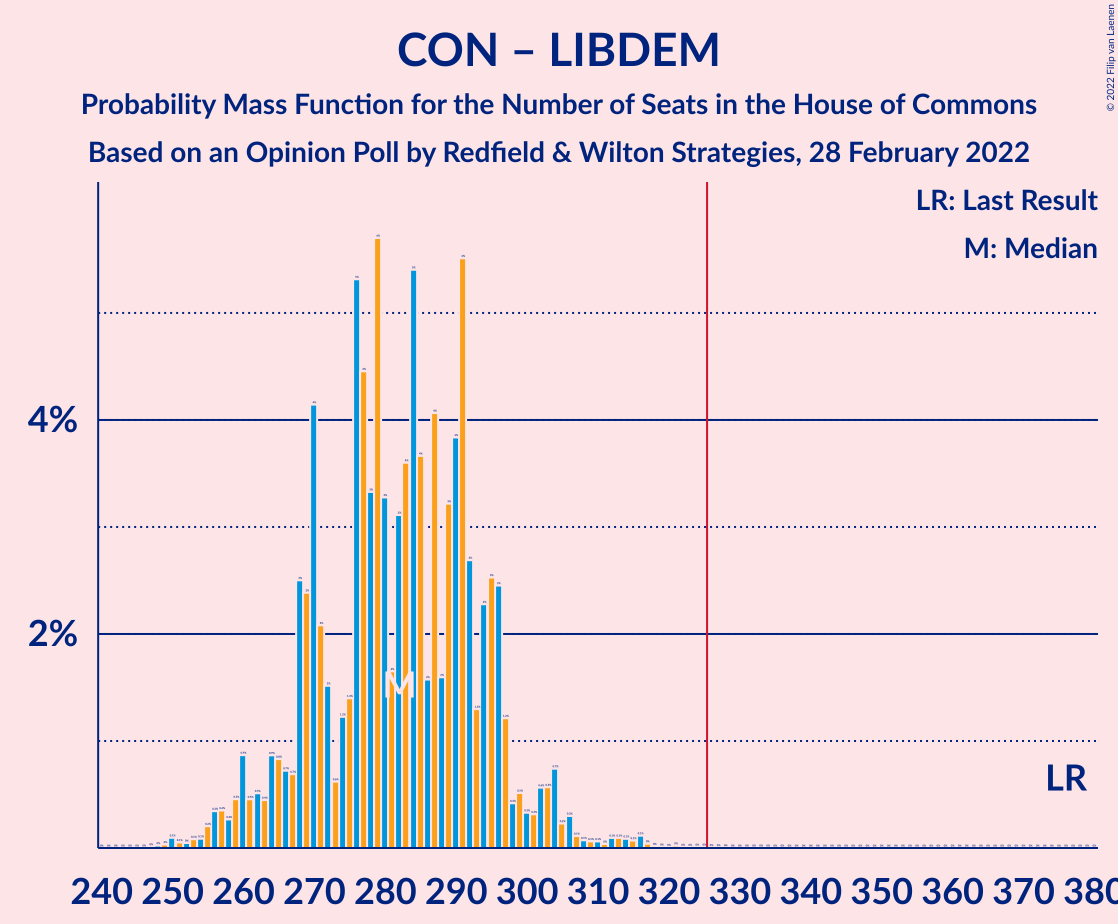 CON – LIBDEM
Probability Mass Function for the Number of Seats in the House of Commons
Based on an Opinion Poll by Redfield & Wilton Strategies, 28 February 2022
© 2022 Filip van Laenen
LR: Last Result
M: Median
4%
2%
M
LR
240 250 260 270 280 290 300 310 320 330 340 350 360 370 380